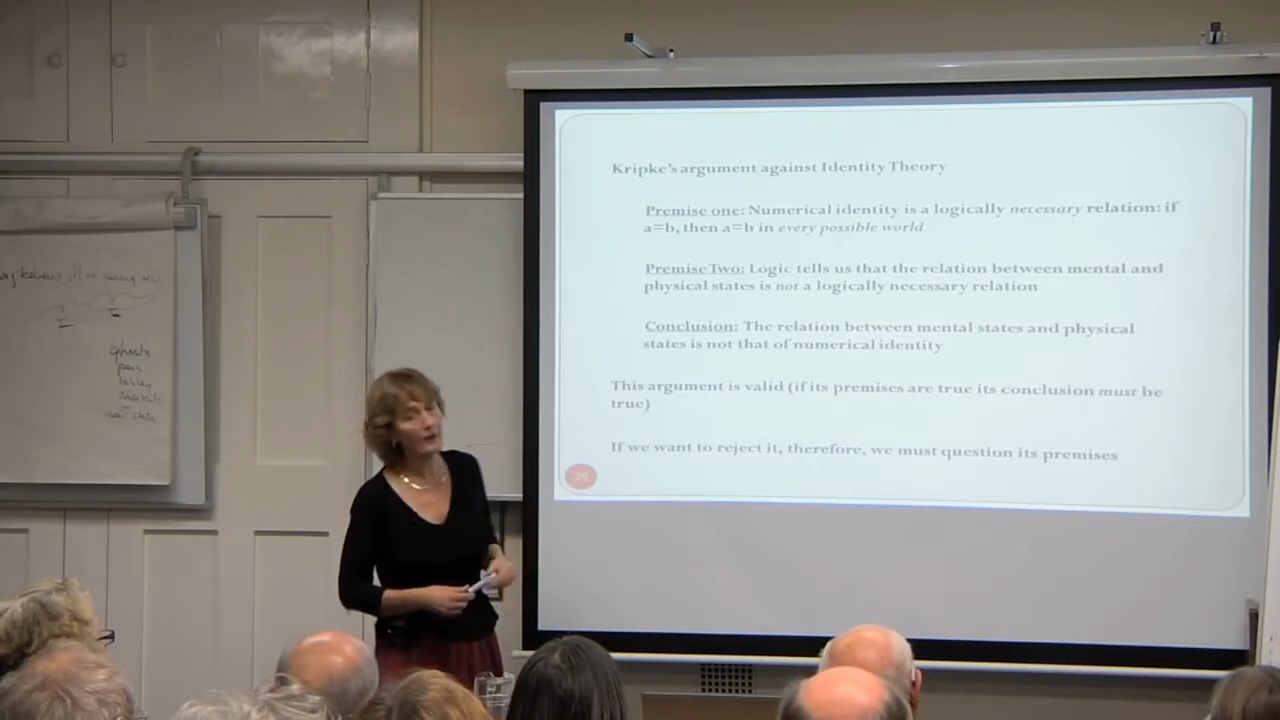 Kripke's argument against Identity Theory
Premise one: Numerical identity is a logically necessary relation: if
a=b, then a=b in every possible world
Premise Two: Logic tells us that the relation between mental and
physical states is not a logically necessary relation
Conclusion: The relation between mental states and physical
states is not that of numerical identity
This argument is valid (if its premises are true its conclusion must be
true)
If we want to reject it, therefore, we must question its premises
ghosts